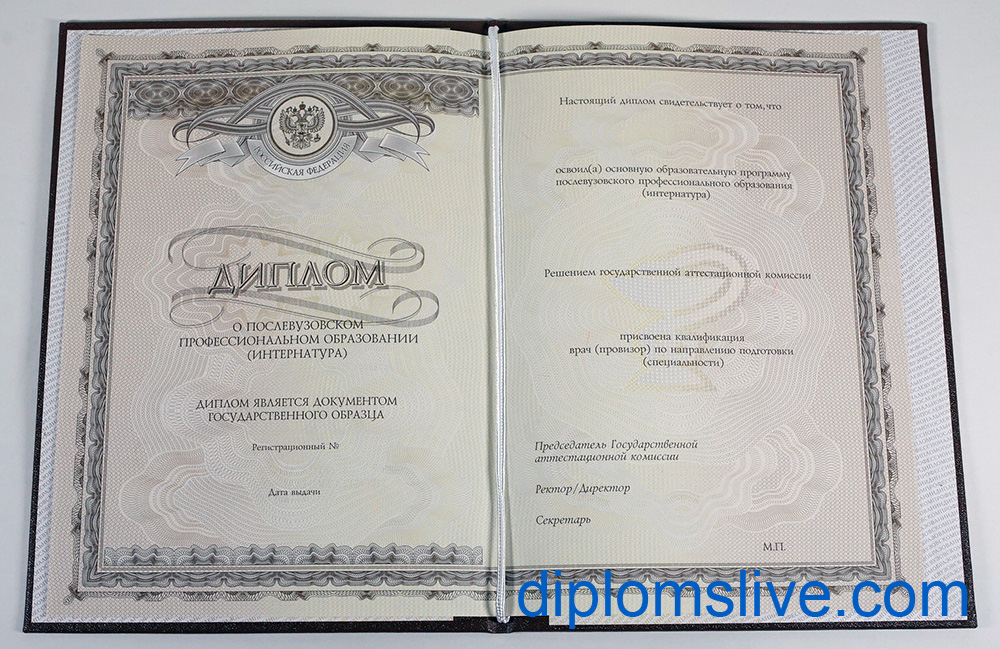 РОССИЙСКАЯ ФЕДЕРАЦИЯ
ДИПЛОМ
О ПОСЛЕВУЗОВСКОМ
ПРОФЕССИОНАЛЬНОМ ОБРАЗОВАНИИ
(ИНТЕРНАТУРА)
ДИПЛОМ ЯВЛЯЕТСЯ ДОКУМЕНТОМ
ГОСУДАРСТВЕННОГО ОБРАЗЦА
Регистрационный №
Дата выдачи
Настоящий диплом свидетельствует о том,что
освоил(а) основную образовательную программу
послевузовского профессионального образования
(интернатура)
Решением государственной аттестационной комиссии
присвоена квалификация
врач (провизор) по направлению подготовки
(специальности)
Председатель Государственной
аттестационной комиссии
Ректор/Директор
Секретарь
М.П.
diplomslive.com